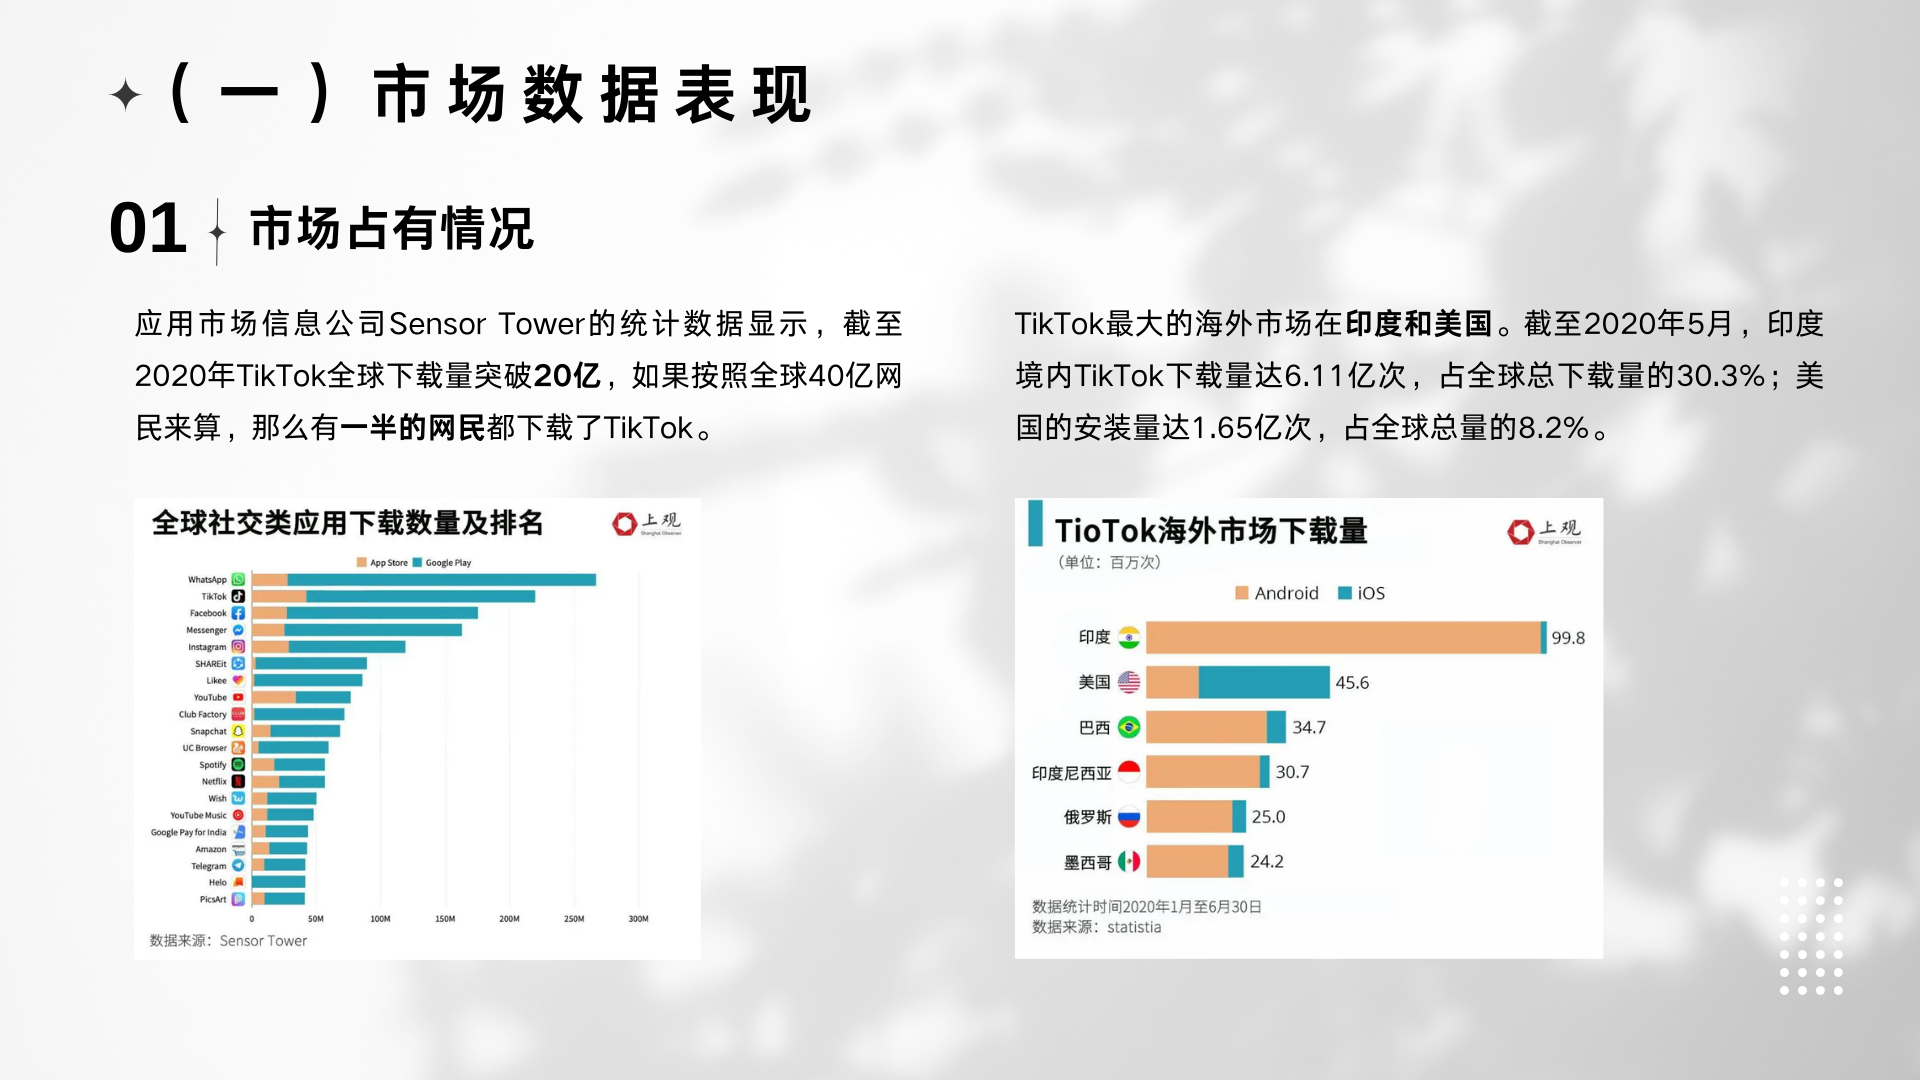 （一）市场数据表现
01 市场占有情况
应用市场信息公司Sensor Tower的统计数据显示，截至
2020年TikTok全球下载量突破20亿，如果按照全球40亿网
民来算，那么有一半的网民都下载了TikTok。
TikTok最大的海外市场在印度和美国。截至2020年5月，印度
境内TikTok下载量达6.11亿次，占全球总下载量的30.3%；美
国的安装量达1.65亿次，占全球总量的8.2%。
全球社交类应用下载数量及排名
上观
Shanghai Observer
App Store Google Play
WhatsApp
TikTok
Facebook
Messenger
Instagram
SHAREit
Likee
YouTube
Club Factory
Snapchat
UC Browser
Spotify
Netflix
Wish
YouTube Music
Google Pay for India
Amazon
Telegram
Helo
PicsArt
0 50M 100M 150M 200M 250M 300M
数据来源：Sensor Tower
TioTok海外市场下载量
上观
Shanghai Observer
（单位：百万次）
Android iOS
印度 99.8
美国 45.6
巴西 34.7
印度尼西亚 30.7
俄罗斯 25.0
墨西哥 24.2
数据统计时间2020年1月至6月30日
数据来源：statistia